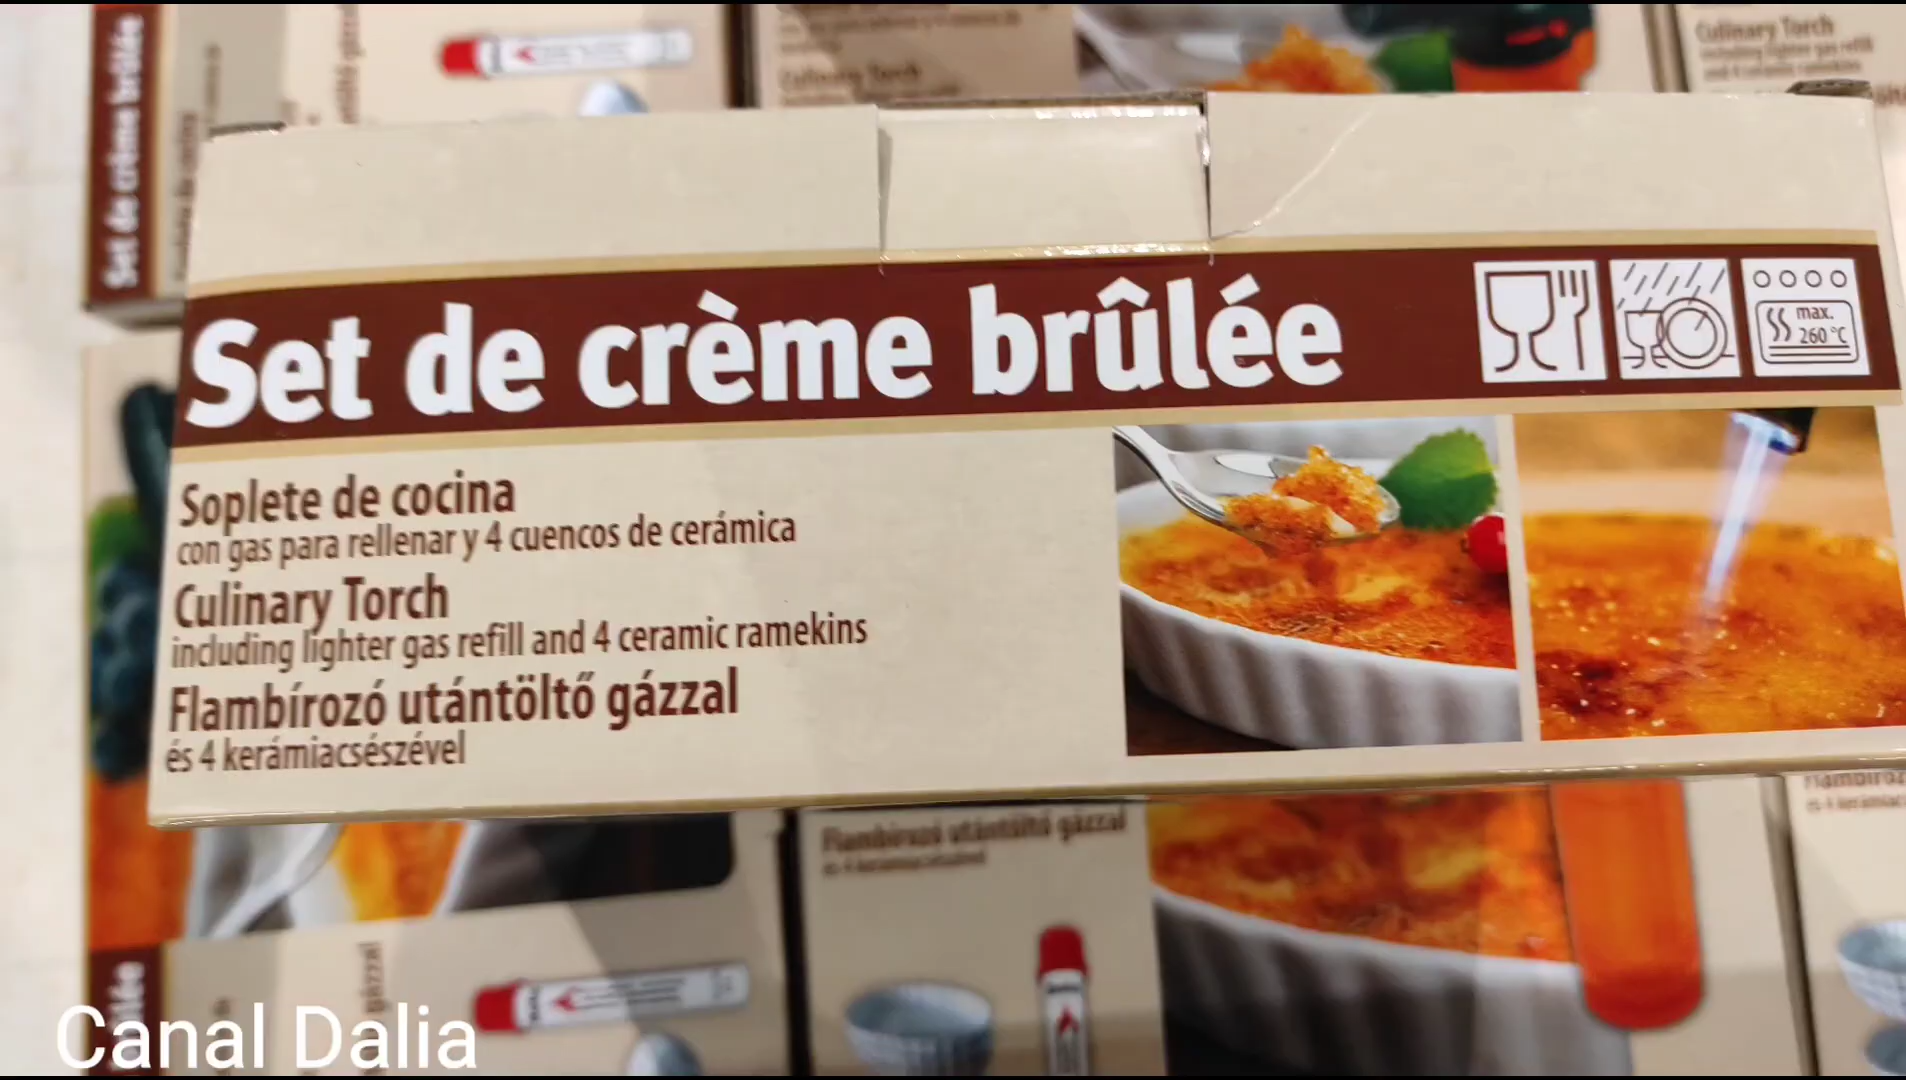 Set de crème brûlée
Culinary Torch
including lighter gas refill
and 4 ceramic ramekins
Culinary Torch
Set de crème brûlée
max.
260 °C
Soplete de cocina
con gas para rellenar y 4 cuencos de cerámica
Culinary Torch
including lighter gas refill and 4 ceramic ramekins
Flambírozó utántöltő gázzal
és 4 kerámiacsészével
Flambírozó utántöltő gázzal
és 4 kerámiacsészével
Canal Dalia